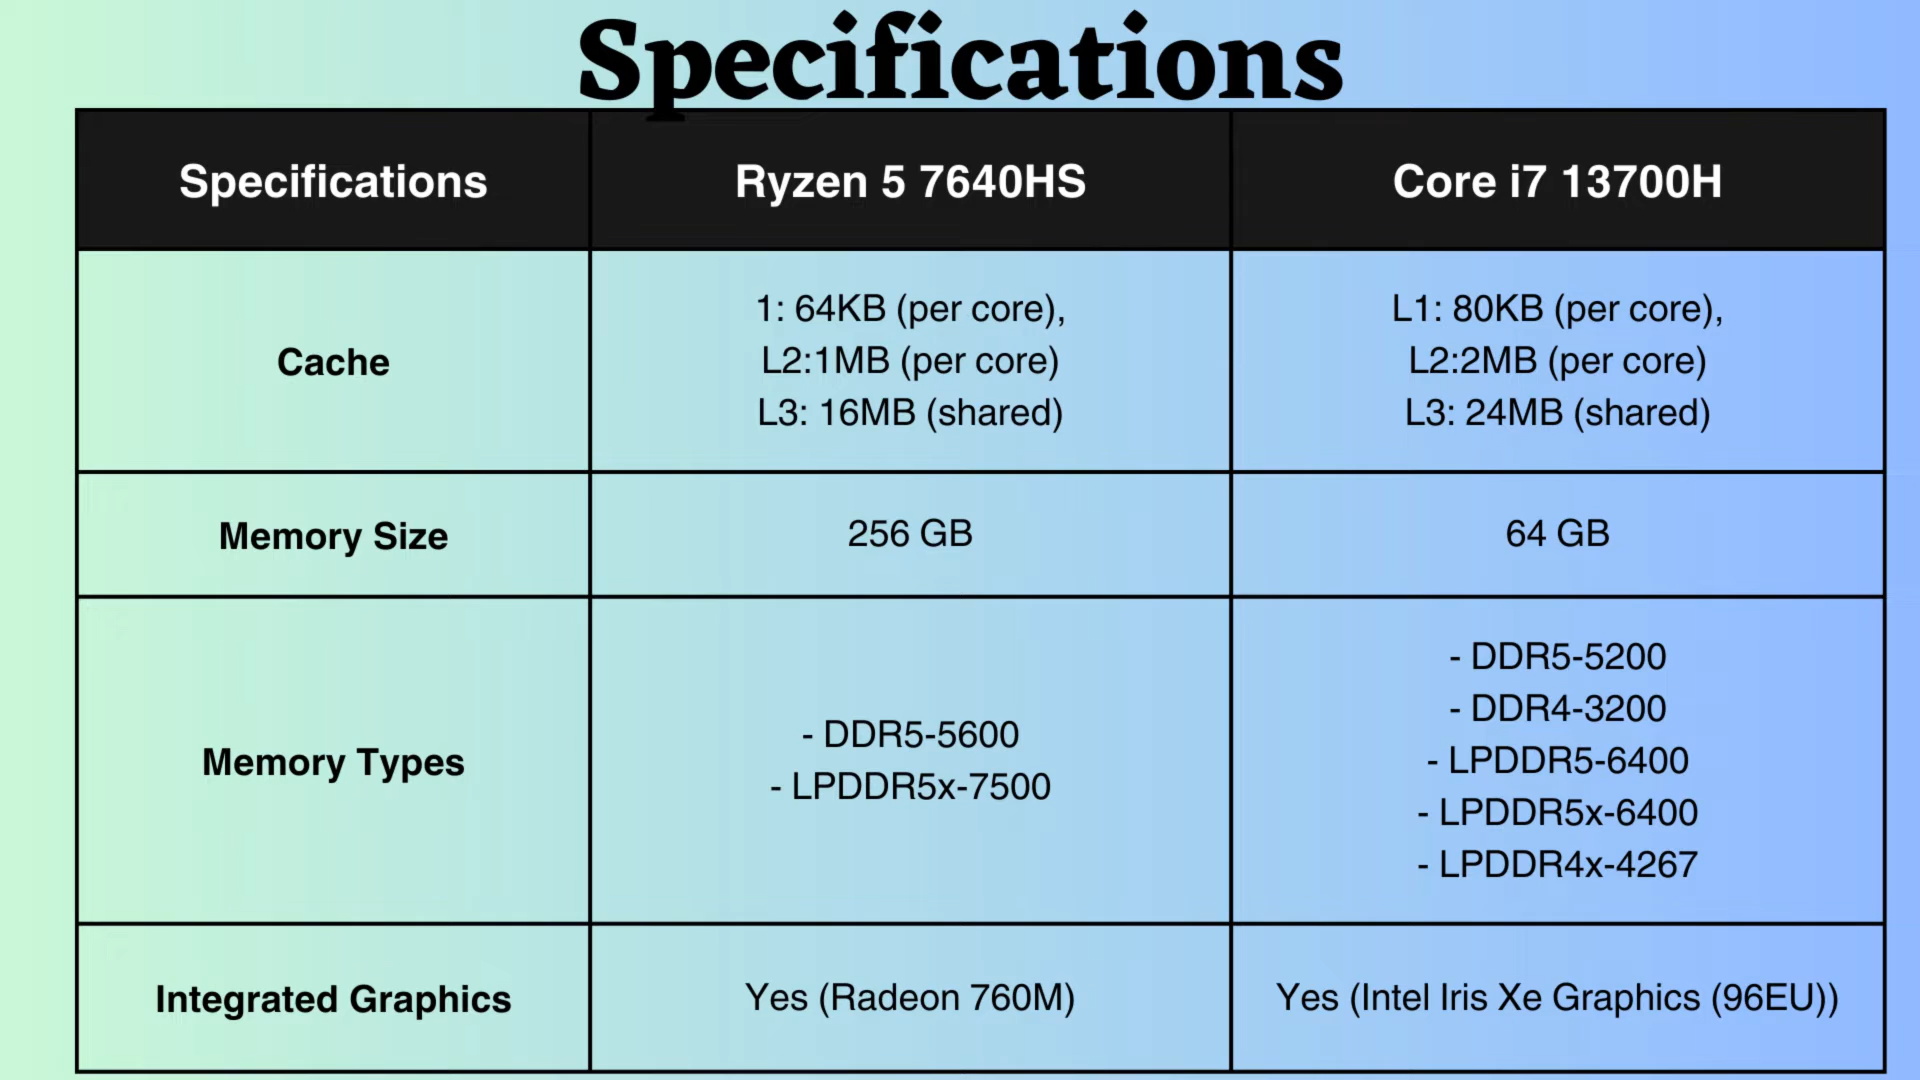 Specifications
Specifications Ryzen 5 7640HS Core i7 13700H
Cache
1: 64KB (per core),
L2:1MB (per core)
L3: 16MB (shared)
L1: 80KB (per core),
L2:2MB (per core)
L3: 24MB (shared)
Memory Size 256 GB 64 GB
Memory Types
- DDR5-5600
- LPDDR5x-7500
- DDR5-5200
- DDR4-3200
- LPDDR5-6400
- LPDDR5x-6400
- LPDDR4x-4267
Integrated Graphics Yes (Radeon 760M) Yes (Intel Iris Xe Graphics (96EU))